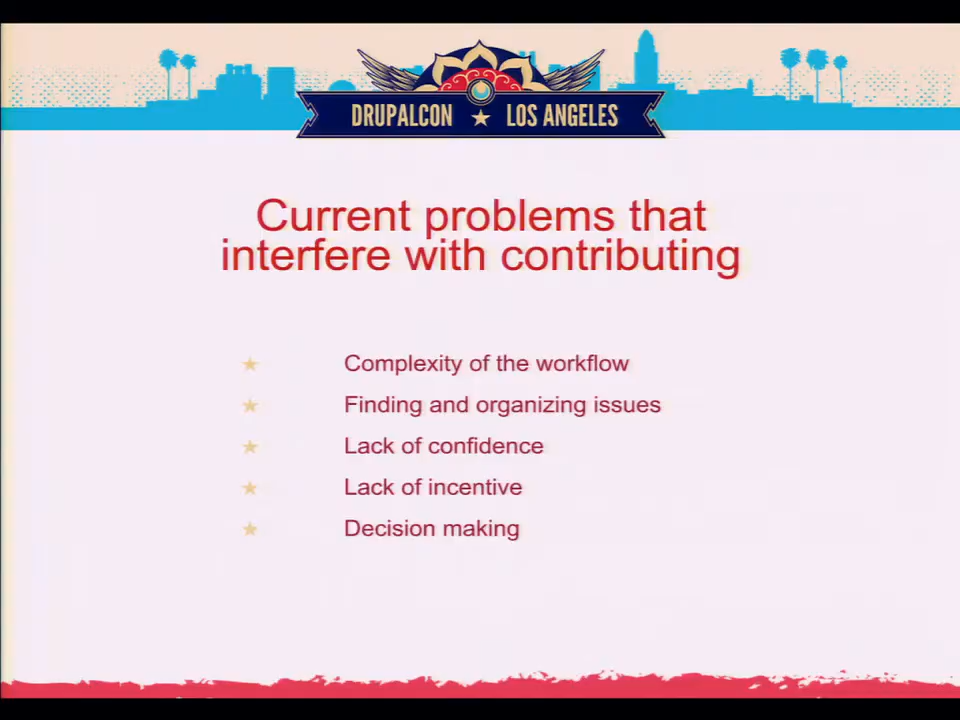 DRUPALCON ★ LOS ANGELES
Current problems that
interfere with contributing
★ Complexity of the workflow
★ Finding and organizing issues
★ Lack of confidence
★ Lack of incentive
★ Decision making